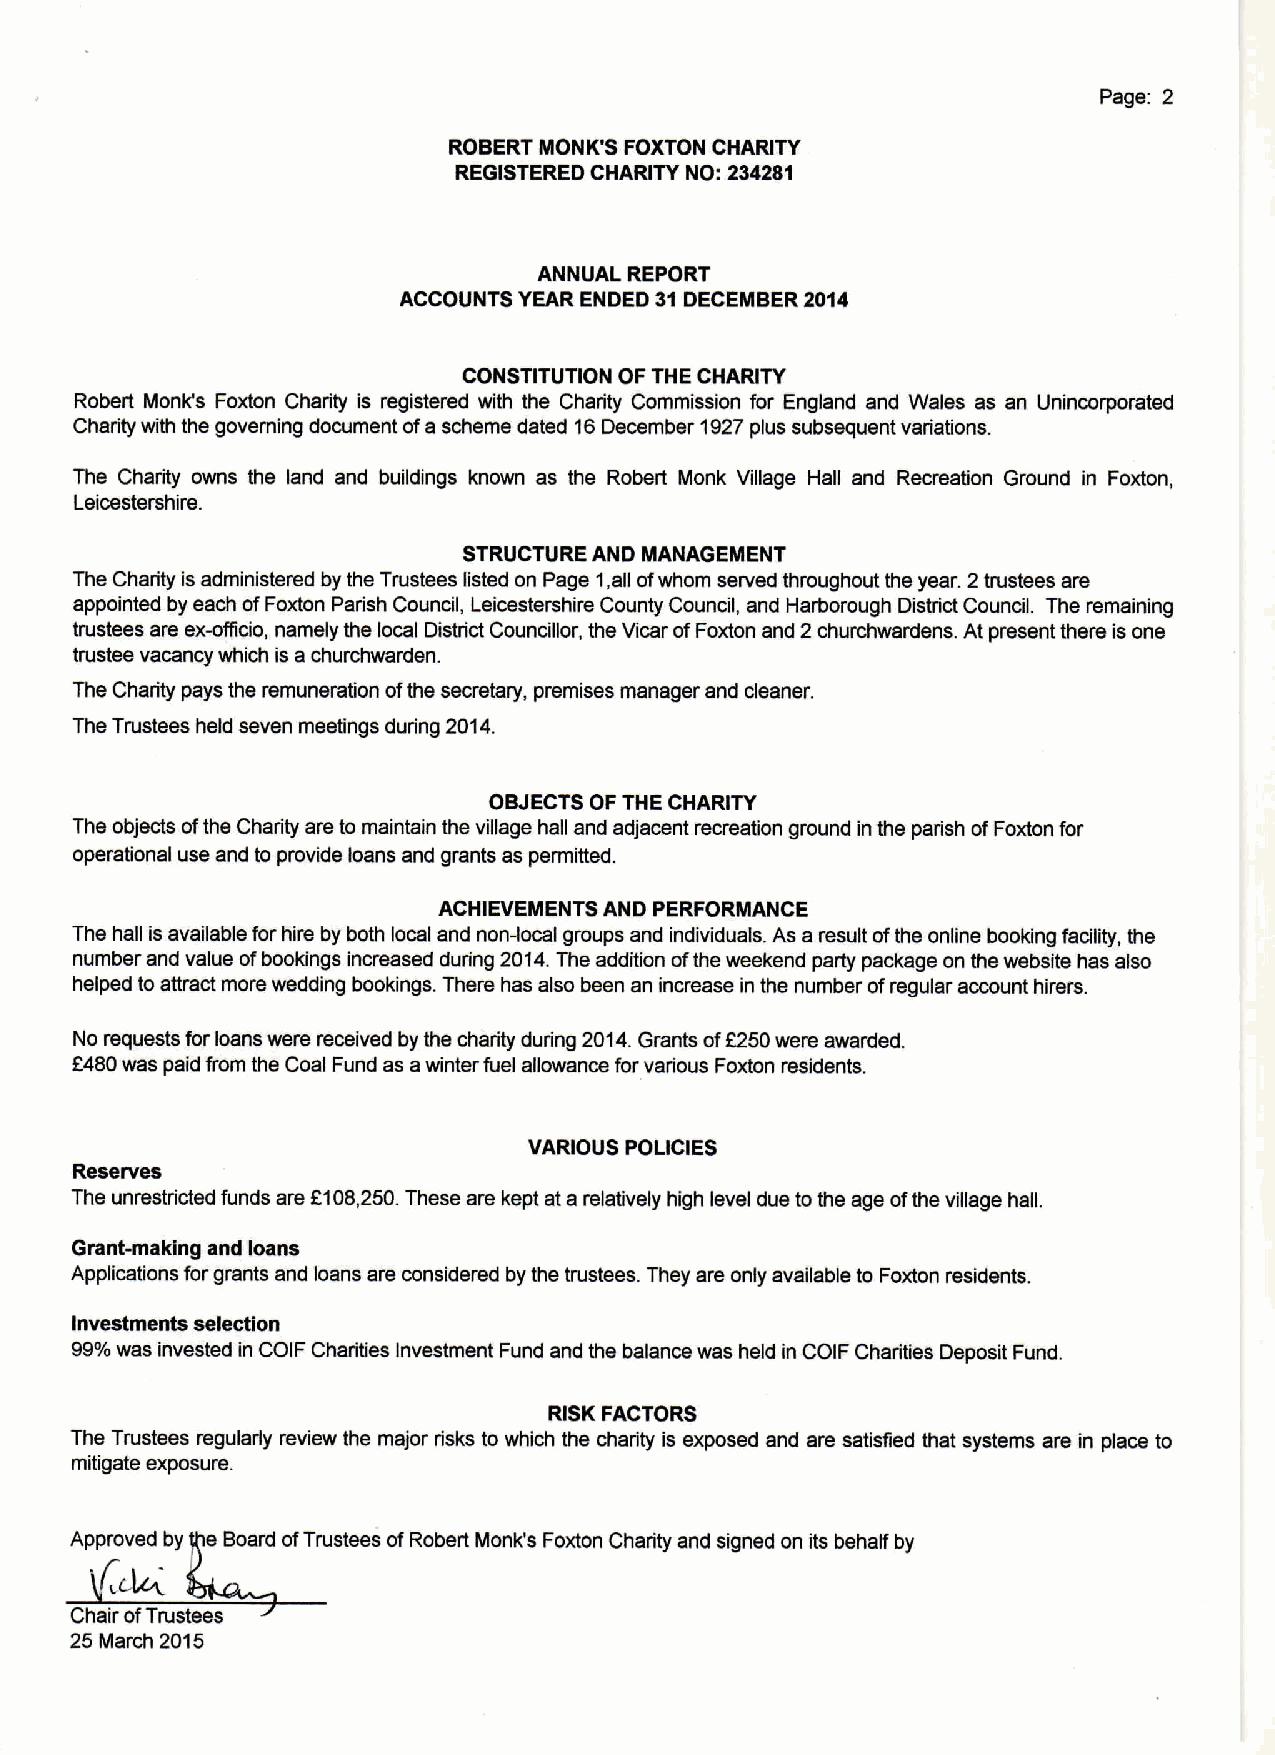 Page: 2
ROBERT MONK'S FOXTON CHARITY
REGISTERED CHARITY NO: 234281
ANNUAL REPORT
ACCOUNTS YEAR ENDED 31 DECEMBER 2014
CONSTITUTION OF THE CHARITY
Robert Monk's Foxton Charity is registered with the Charity Commission for England and Wales as an Unincorporated
Charity with the governing document of a scheme dated 16 December 1927 plus subsequent variations.
The Charity owns the land and buildings known as the Robert Monk Village Hall and Recreation Ground in Foxton,
Leicestershire.
STRUCTURE AND MANAGEMENT
The Charity is administered by the Trustees listed on Page 1,all of whom served throughout the year. 2 trustees are
appointed by each of Foxton Parish Council, Leicestershire County Council, and Harborough District Council. The remaining
trustees are ex-officio, namely the local District Councillor, the Vicar of Foxton and 2 churchwardens. At present there is one
trustee vacancy which is a churchwarden.
The Charity pays the remuneration of the secretary, premises manager and cleaner.
The Trustees held seven meetings during 2014.
OBJECTS OF THE CHARITY
The objects of the Charity are to maintain the village hall and adjacent recreation ground in the parish of Foxton for
operational use and to provide loans and grants as permitted.
ACHIEVEMENTS AND PERFORMANCE
The hall is available for hire by both local and non-local groups and individuals. As a result of the online booking facility, the
number and value of bookings increased during 2014. The addition of the weekend party package on the website has also
helped to attract more wedding bookings. There has also been an increase in the number of regular account hirers.
No requests for loans were received by the charity during 2014. Grants of £250 were awarded.
£480 was paid from the Coal Fund as a winter fuel allowance for various Foxton residents.
VARIOUS POLICIES
Reserves
The unrestricted funds are £108,250. These are kept at a relatively high level due to the age of the village hall.
Grant-making and loans
Applications for grants and loans are considered by the trustees. They are only available to Foxton residents.
Investments selection
99% was invested in COIF Charities Investment Fund and the balance was held in COIF Charities Deposit Fund.
RISK FACTORS
The Trustees regularly review the major risks to which the charity is exposed and are satisfied that systems are in place to
mitigate exposure.
Approved by the Board of Trustees of Robert Monk's Foxton Charity and signed on its behalf by
Vicki
Chair of Trustees
25 March 2015